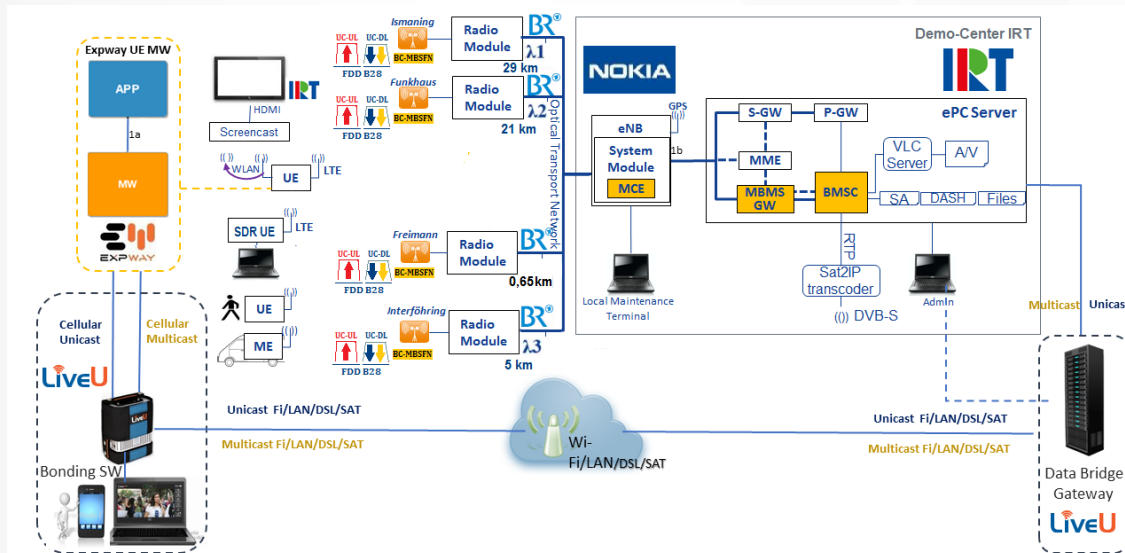 Expway UE MW
APP
1a
MW
EXPWAY
Cellular
Unicast
Cellular
Multicast
LiveU
LiveU
Bonding SW
IRT
HDMI
Screencast
WLAN
UE
LTE
SDR UE
LTE
UE
ME
Ismaning
UC-UL
UC-DL
BC-MBSFN
FDD B28
Radio
Module
BR
λ1
29 km
Funkhaus
UC-UL
UC-DL
BC-MBSFN
FDD B28
Radio
Module
BR
λ2
21 km
Optical Transport Network
Freimann
UC-UL
UC-DL
BC-MBSFN
FDD B28
Radio
Module
BR
0,65km
Interföhring
UC-UL
UC-DL
BC-MBSFN
FDD B28
Radio
Module
BR
λ3
5 km
Demo-Center IRT
IRT
NOKIA
GPS
eNB
System
Module
MCE
1b
Local Maintenance
Terminal
ePC Server
S-GW
P-GW
MME
MBMS
GW
BMSC
VLC
Server
A/V
SA
DASH
Files
RTP
Sat2IP
transcoder
((·)) DVB-S
AdmIn
Multicast
Unicas
Unicast Fi/LAN/DSL/SAT
Multicast Fi/LAN/DSL/SAT
Wi-
Fi/LAN/DSL/SAT
Unicast Fi/LAN/DSL/SAT
Multicast Fi/LAN/DSL/SAT
Data Bridge
Gateway
LiveU